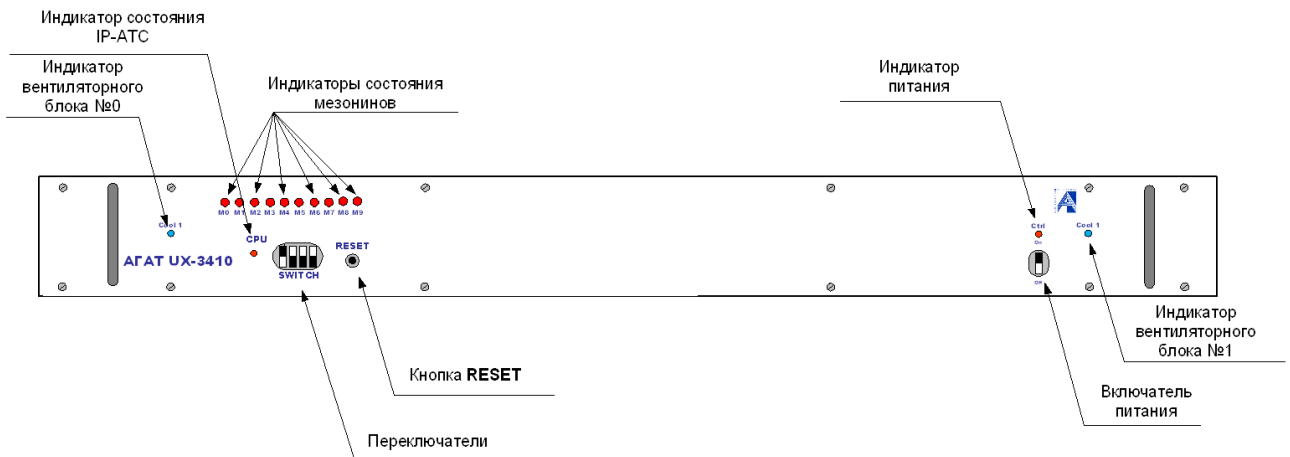 Индикатор состояния
IP-АТС
Индикатор
вентиляторного
блока №0
Индикаторы состояния
мезонинов
Индикатор
питания
M0 M1 M2 M3 M4 M5 M6 M7 M8 M9
Cool 1
CPU
RESET
АГАТ UX-3410
SWITCH
Ctrl
On
Cool 1
Off
Индикатор
вентиляторного
блока №1
Кнопка RESET
Включатель
питания
Переключатели